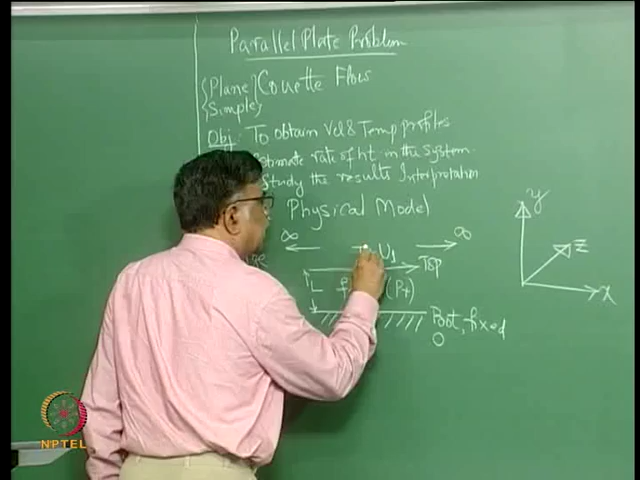 Parallel Plate Problem
{Plane} Couette Flow
{Simple}
Obj: To obtain Vel & Temp profiles
estimate rate of ht in the system
Study the results Interpretation
Physical Model
∞ ∞
U1
L TOP
(Pr)
Bot, fixed
0
y
z
x
NPTEL